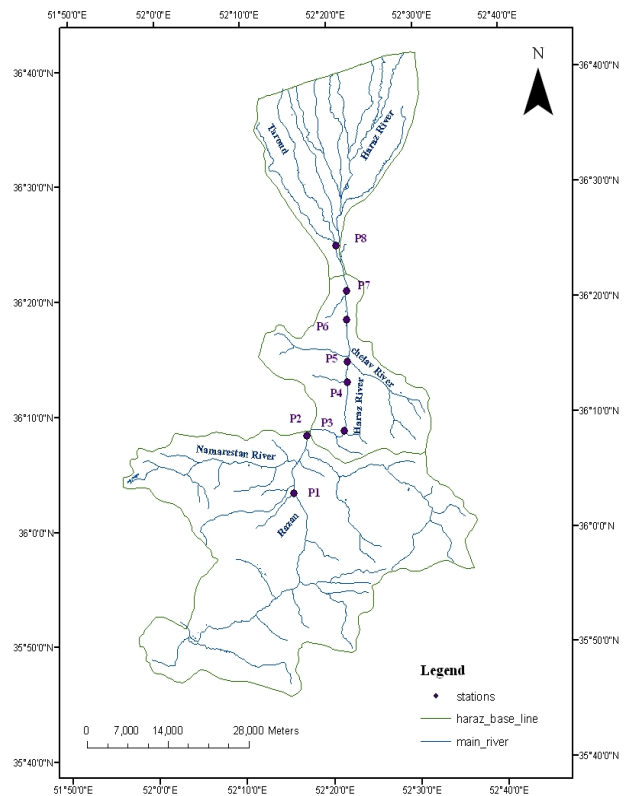 51°50'0"E 52°0'0"E 52°10'0"E 52°20'0"E 52°30'0"E 52°40'0"E
N
36°40'0"N 36°40'0"N
Taroud
Haraz River
36°30'0"N 36°30'0"N
P8
P7
36°20'0"N 36°20'0"N
P6
P5
chelav River
P4
Haraz River
36°10'0"N 36°10'0"N
P2
P3
Namarestan River
P1
36°0'0"N 36°0'0"N
Razan
35°50'0"N 35°50'0"N
Legend
stations
haraz_base_line
main_river
0 7,000 14,000 28,000 Meters
35°40'0"N 35°40'0"N
51°50'0"E 52°0'0"E 52°10'0"E 52°20'0"E 52°30'0"E 52°40'0"E